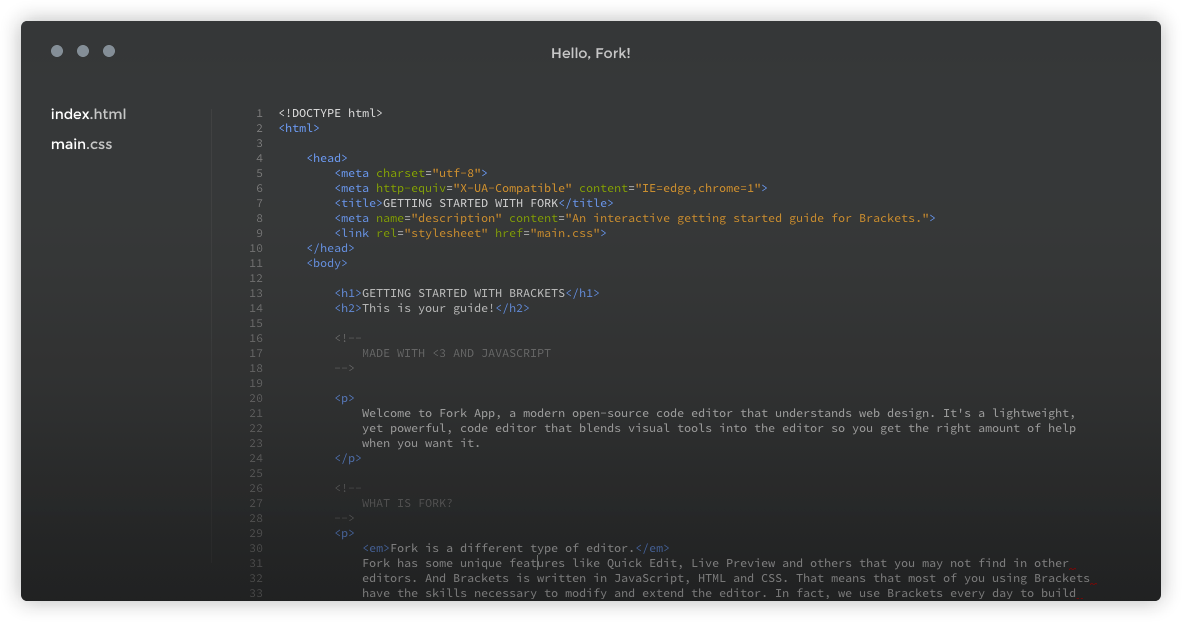 Hello, Fork!
index.html
main.css
1 <!DOCTYPE html>
2 <html>
3
4 <head>
5 <meta charset="utf-8">
6 <meta http-equiv="X-UA-Compatible" content="IE=edge,chrome=1">
7 <title>GETTING STARTED WITH FORK</title>
8 <meta name="description" content="An interactive getting started guide for Brackets.">
9 <link rel="stylesheet" href="main.css">
10 </head>
11 <body>
12
13 <h1>GETTING STARTED WITH BRACKETS</h1>
14 <h2>This is your guide!</h2>
15
16 <!--
17 MADE WITH <3 AND JAVASCRIPT
18 -->
19
20 <p>
21 Welcome to Fork App, a modern open-source code editor that understands web design. It's a lightweight,
22 yet powerful, code editor that blends visual tools into the editor so you get the right amount of help
23 when you want it.
24 </p>
25
26 <!--
27 WHAT IS FORK?
28 -->
29 <p>
30 <em>Fork is a different type of editor.</em>
31 Fork has some unique features like Quick Edit, Live Preview and others that you may not find in other
32 editors. And Brackets is written in JavaScript, HTML and CSS. That means that most of you using Brackets
33 have the skills necessary to modify and extend the editor. In fact, we use Brackets every day to build